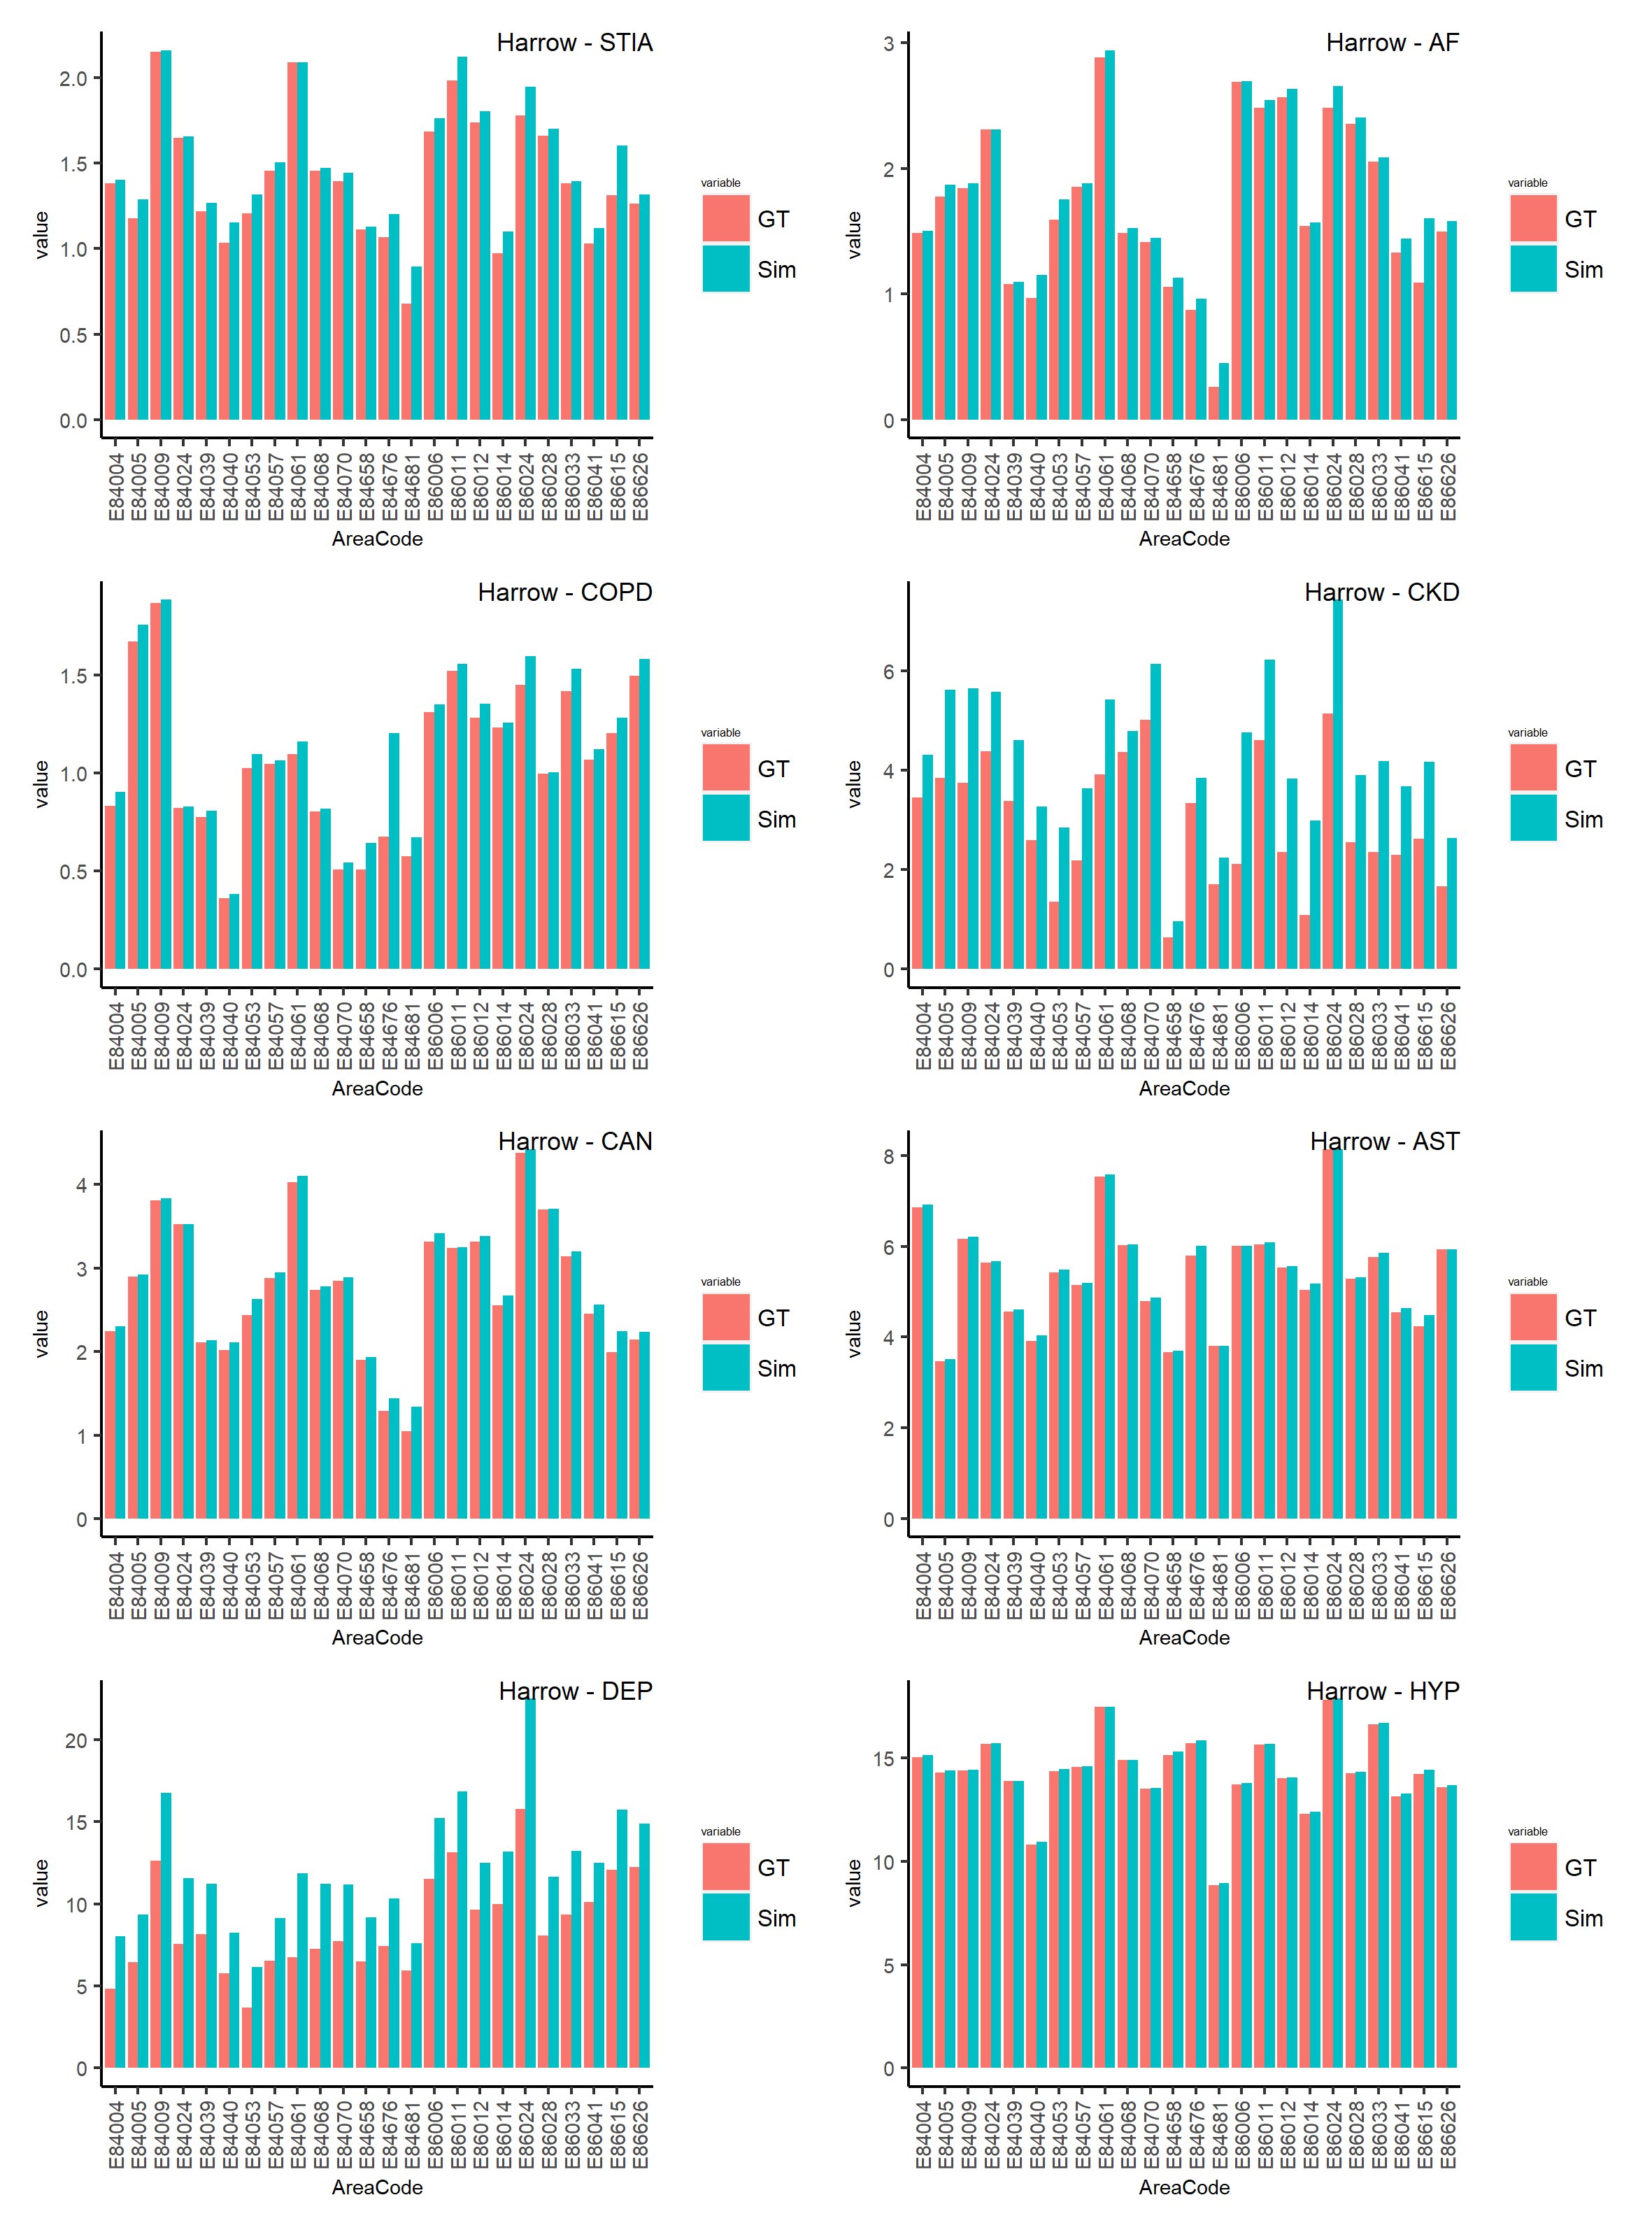 Harrow - STIA
value
2.0
1.5
1.0
0.5
0.0
E84004 E84005 E84009 E84024 E84039 E84040 E84053 E84057 E84061 E84068 E84070 E84658 E84676 E84681 E86006 E86011 E86012 E86014 E86024 E86028 E86033 E86041 E86615 E86626
AreaCode
variable
GT
Sim
Harrow - AF
value
3
2
1
0
E84004 E84005 E84009 E84024 E84039 E84040 E84053 E84057 E84061 E84068 E84070 E84658 E84676 E84681 E86006 E86011 E86012 E86014 E86024 E86028 E86033 E86041 E86615 E86626
AreaCode
variable
GT
Sim
Harrow - COPD
value
1.5
1.0
0.5
0.0
E84004 E84005 E84009 E84024 E84039 E84040 E84053 E84057 E84061 E84068 E84070 E84658 E84676 E84681 E86006 E86011 E86012 E86014 E86024 E86028 E86033 E86041 E86615 E86626
AreaCode
variable
GT
Sim
Harrow - CKD
value
6
4
2
0
E84004 E84005 E84009 E84024 E84039 E84040 E84053 E84057 E84061 E84068 E84070 E84658 E84676 E84681 E86006 E86011 E86012 E86014 E86024 E86028 E86033 E86041 E86615 E86626
AreaCode
variable
GT
Sim
Harrow - CAN
value
4
3
2
1
0
E84004 E84005 E84009 E84024 E84039 E84040 E84053 E84057 E84061 E84068 E84070 E84658 E84676 E84681 E86006 E86011 E86012 E86014 E86024 E86028 E86033 E86041 E86615 E86626
AreaCode
variable
GT
Sim
Harrow - AST
value
8
6
4
2
0
E84004 E84005 E84009 E84024 E84039 E84040 E84053 E84057 E84061 E84068 E84070 E84658 E84676 E84681 E86006 E86011 E86012 E86014 E86024 E86028 E86033 E86041 E86615 E86626
AreaCode
variable
GT
Sim
Harrow - DEP
value
20
15
10
5
0
E84004 E84005 E84009 E84024 E84039 E84040 E84053 E84057 E84061 E84068 E84070 E84658 E84676 E84681 E86006 E86011 E86012 E86014 E86024 E86028 E86033 E86041 E86615 E86626
AreaCode
variable
GT
Sim
Harrow - HYP
value
15
10
5
0
E84004 E84005 E84009 E84024 E84039 E84040 E84053 E84057 E84061 E84068 E84070 E84658 E84676 E84681 E86006 E86011 E86012 E86014 E86024 E86028 E86033 E86041 E86615 E86626
AreaCode
variable
GT
Sim